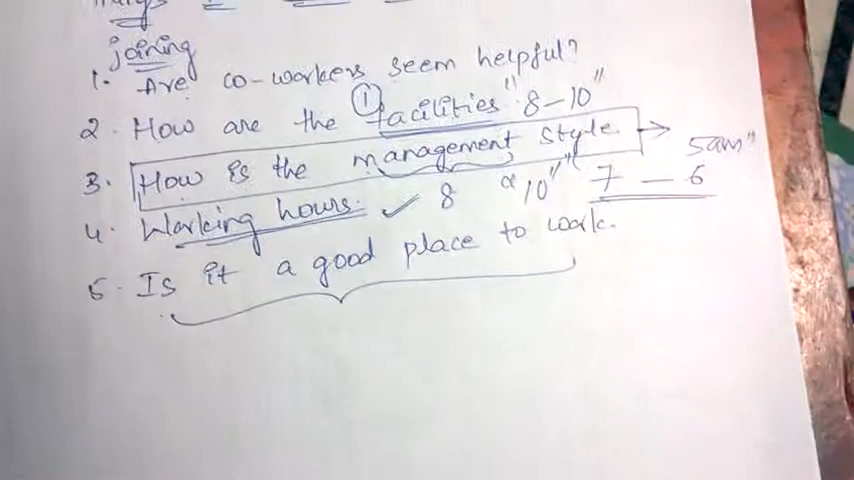 joining
1. Are co-workers seem helpful?
2. How are the ① facilities" 8-10"
3. How is the management style → 5am"
4. Working hours. ✓ 8 10" 7 - 6
5. Is it a good place to work.